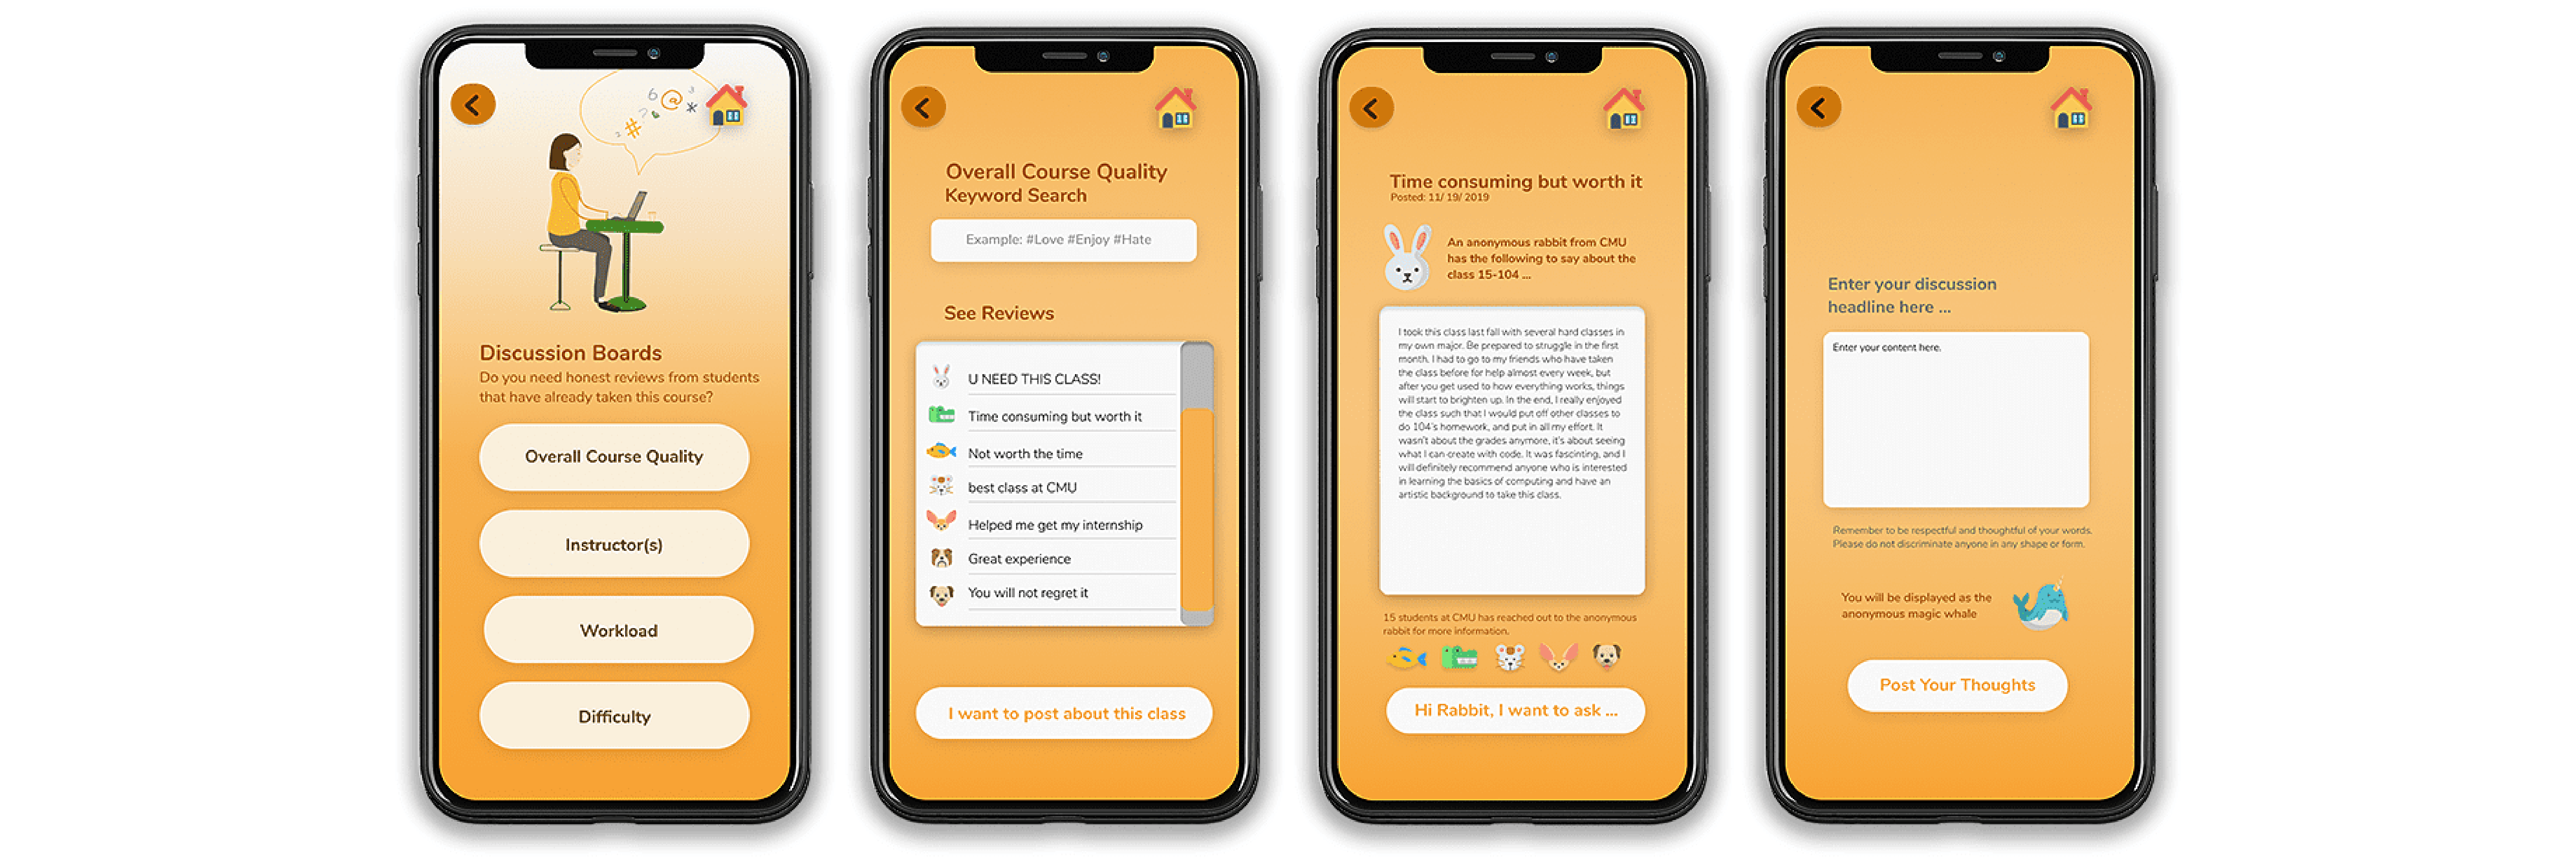 6 @ 3
? *
2 #
Discussion Boards
Do you need honest reviews from students
that have already taken this course?
Overall Course Quality
Instructor(s)
Workload
Difficulty
Overall Course Quality
Keyword Search
Example: #Love #Enjoy #Hate
See Reviews
U NEED THIS CLASS!
Time consuming but worth it
Not worth the time
best class at CMU
Helped me get my internship
Great experience
You will not regret it
I want to post about this class
Time consuming but worth it
Posted: 11/ 19/ 2019
An anonymous rabbit from CMU
has the following to say about the
class 15-104 ...
I took this class last fall with several hard classes in
my own major. Be prepared to struggle in the first
month. I had to go to my friends who have taken
the class before for help almost every week, but
after you get used to how everything works, things
will start to brighten up. In the end, I really enjoyed
the class such that I would put off other classes to
do 104's homework, and put in all my effort. It
wasn't about the grades anymore, it's about seeing
what I can create with code. It was fascinting, and I
will definitely recommend anyone who is interested
in learning the basics of computing and have an
artistic background to take this class.
15 students at CMU has reached out to the anonymous
rabbit for more information.
Hi Rabbit, I want to ask ...
Enter your discussion
headline here ...
Enter your content here.
Remember to be respectful and thoughtful of your words.
Please do not discriminate anyone in any shape or form.
You will be displayed as the
anonymous magic whale
Post Your Thoughts